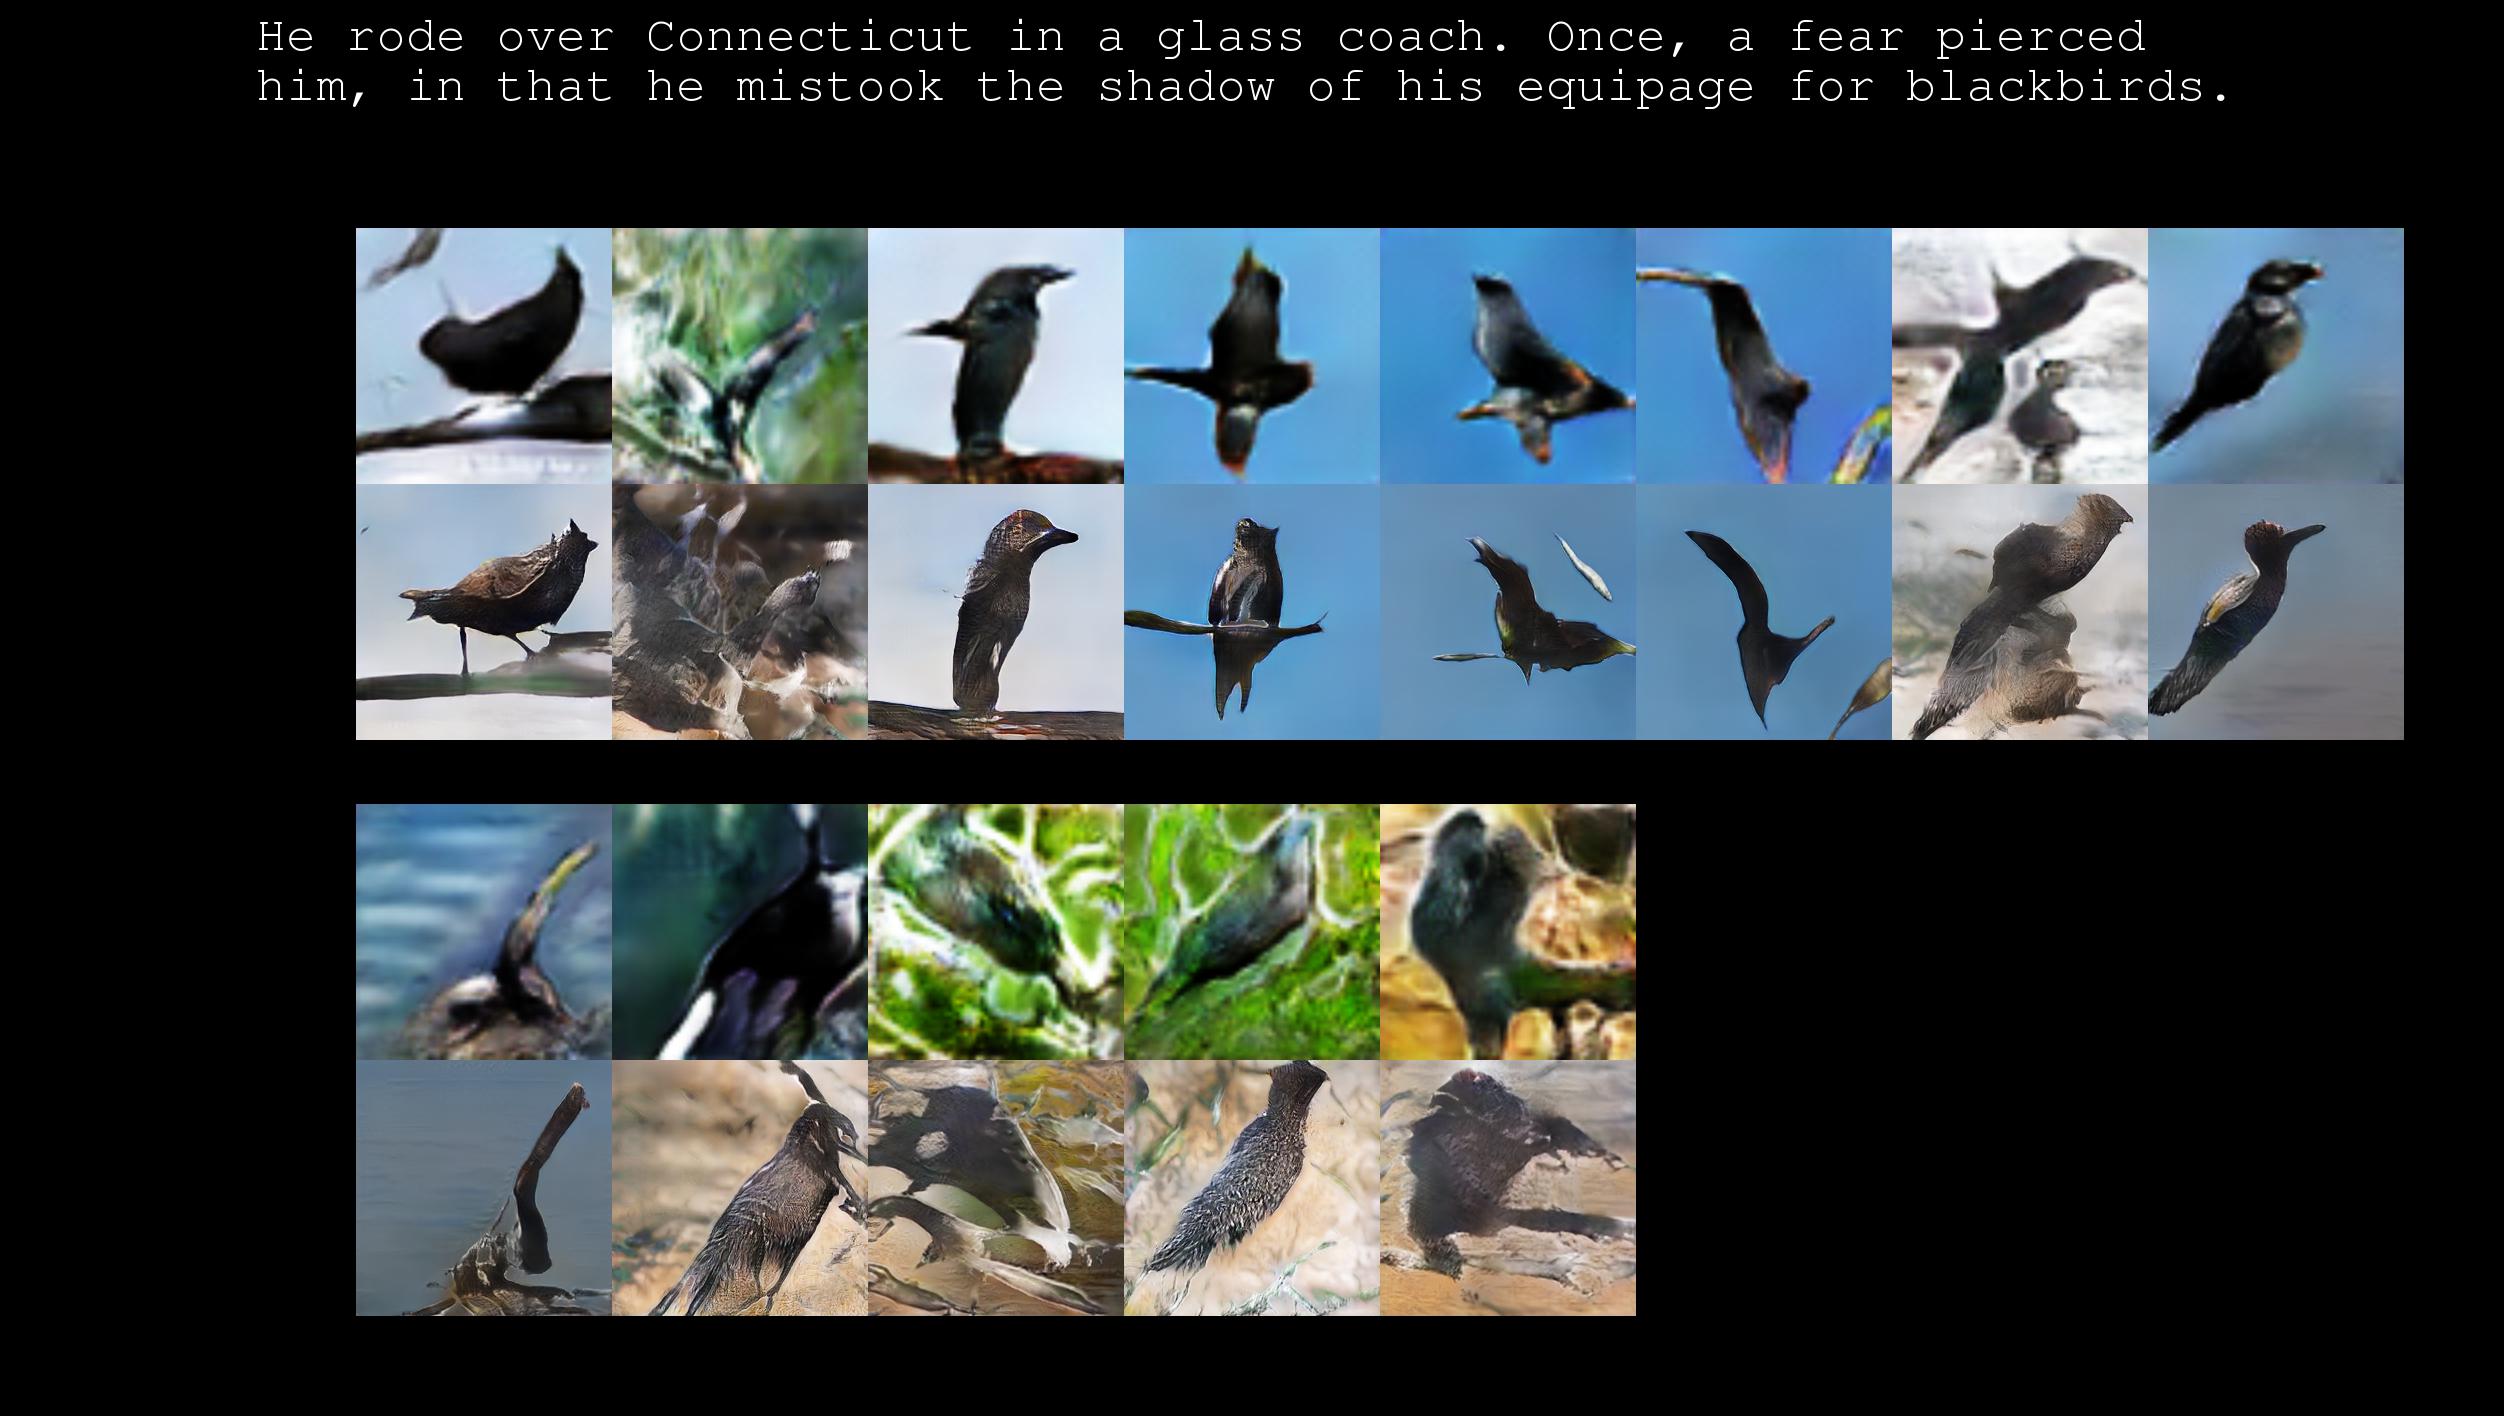 He rode over Connecticut in a glass coach. Once, a fear pierced
him, in that he mistook the shadow of his equipage for blackbirds.